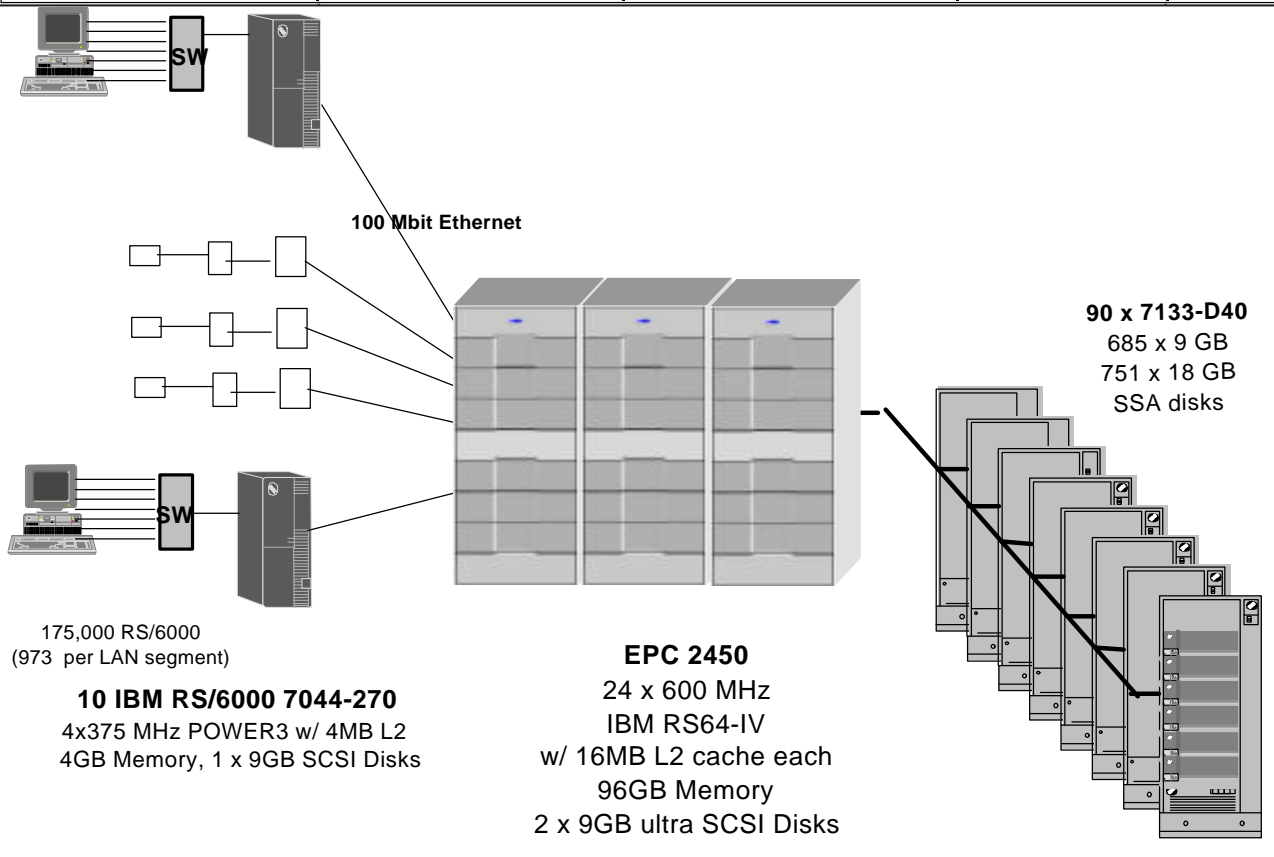 SW
100 Mbit Ethernet
90 x 7133-D40
685 x 9 GB
751 x 18 GB
SSA disks
SW
175,000 RS/6000
(973 per LAN segment)
10 IBM RS/6000 7044-270
4x375 MHz POWER3 w/ 4MB L2
4GB Memory, 1 x 9GB SCSI Disks
EPC 2450
24 x 600 MHz
IBM RS64-IV
w/ 16MB L2 cache each
96GB Memory
2 x 9GB ultra SCSI Disks